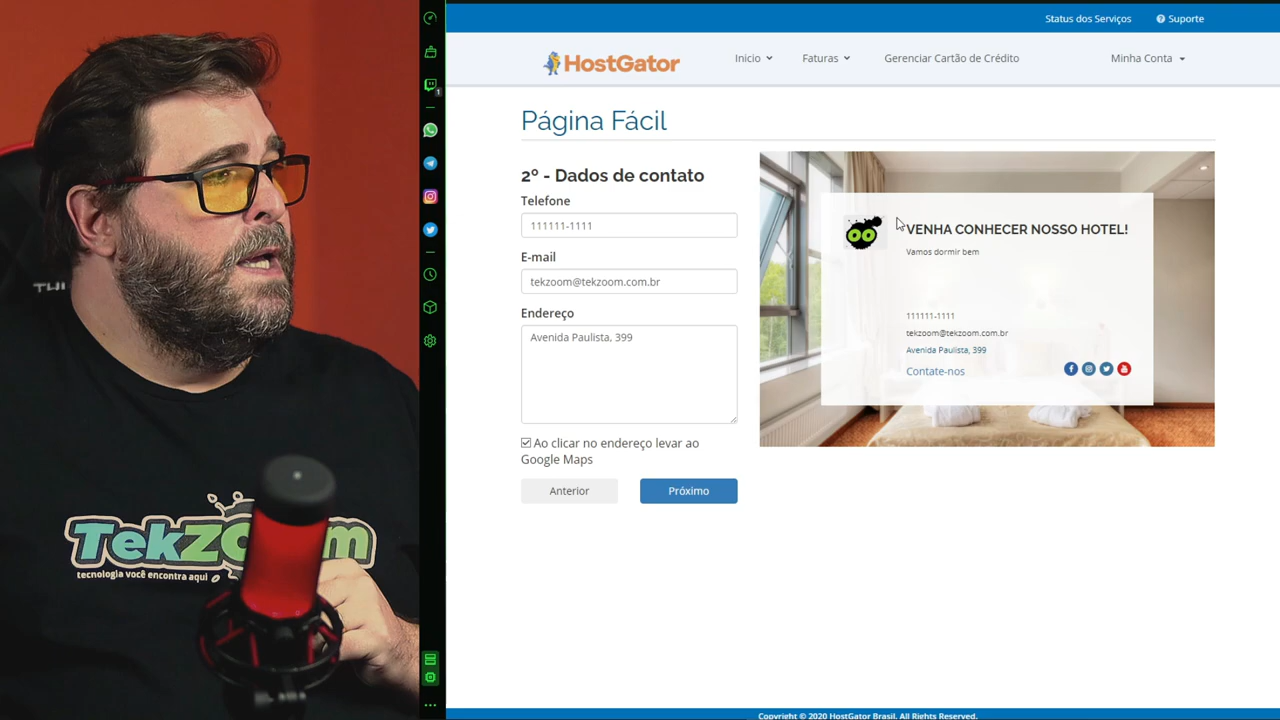 Status dos Serviços
Suporte
HostGator
Inicio
Faturas
Gerenciar Cartão de Crédito
Minha Conta
1
Página Fácil
2º - Dados de contato
Telefone
111111-1111
E-mail
tekzoom@tekzoom.com.br
Endereço
Avenida Paulista, 399
Ao clicar no endereço levar ao
Google Maps
Anterior
Próximo
VENHA CONHECER NOSSO HOTEL!
Vamos dormir bem
111111-1111
tekzoom@tekzoom.com.br
Avenida Paulista, 399
Contate-nos
tecnologia você encontra aqui
Copyright © 2020 HostGator Brasil. All Rights Reserved.